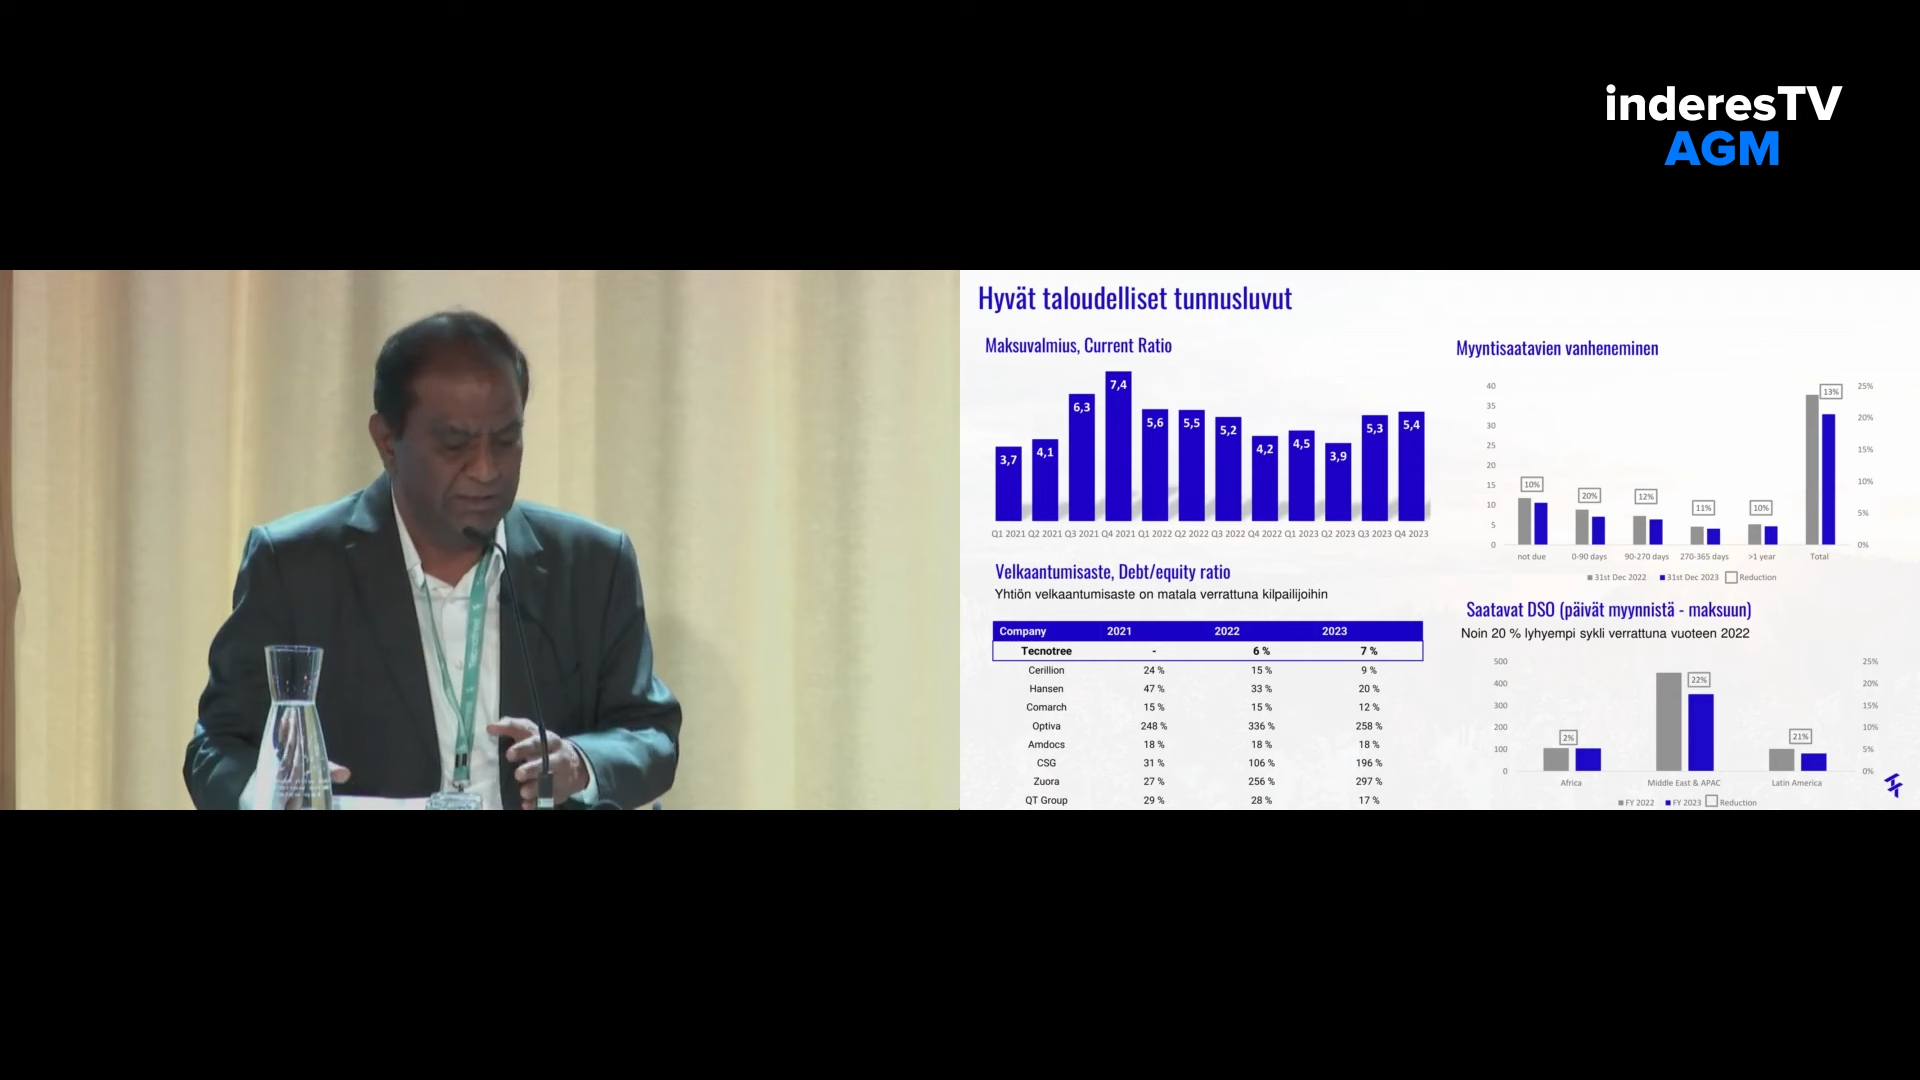 inderesTV
AGM
Hyvät taloudelliset tunnusluvut
Maksuvalmius, Current Ratio
3,7 4,1 6,3 7,4 5,6 5,5 5,2 4,2 4,5 3,9 5,3 5,4
Q1 2021 Q2 2021 Q3 2021 Q4 2021 Q1 2022 Q2 2022 Q3 2022 Q4 2022 Q1 2023 Q2 2023 Q3 2023 Q4 2023
Velkaantumisaste, Debt/equity ratio
Yhtiön velkaantumisaste on matala verrattuna kilpailijoihin
Company 2021 2022 2023
Tecnotree - 6 % 7 %
Cerillion 24 % 15 % 9 %
Hansen 47 % 33 % 20 %
Comarch 15 % 15 % 12 %
Optiva 248 % 336 % 258 %
Amdocs 18 % 18 % 18 %
CSG 31 % 106 % 196 %
Zuora 27 % 256 % 297 %
QT Group 29 % 28 % 17 %
Myyntisaatavien vanheneminen
40
35
30
25
20
15
10
5
0
10% 20% 12% 11% 10% 13%
25%
20%
15%
10%
5%
0%
not due 0-90 days 90-270 days 270-365 days >1 year Total
31st Dec 2022 31st Dec 2023 Reduction
Saatavat DSO (päivät myynnistä - maksuun)
Noin 20 % lyhyempi sykli verrattuna vuoteen 2022
500
400
300
200
100
0
2% 22% 21%
25%
20%
15%
10%
5%
0%
Africa Middle East & APAC Latin America
FY 2022 FY 2023 Reduction
Tecnotree